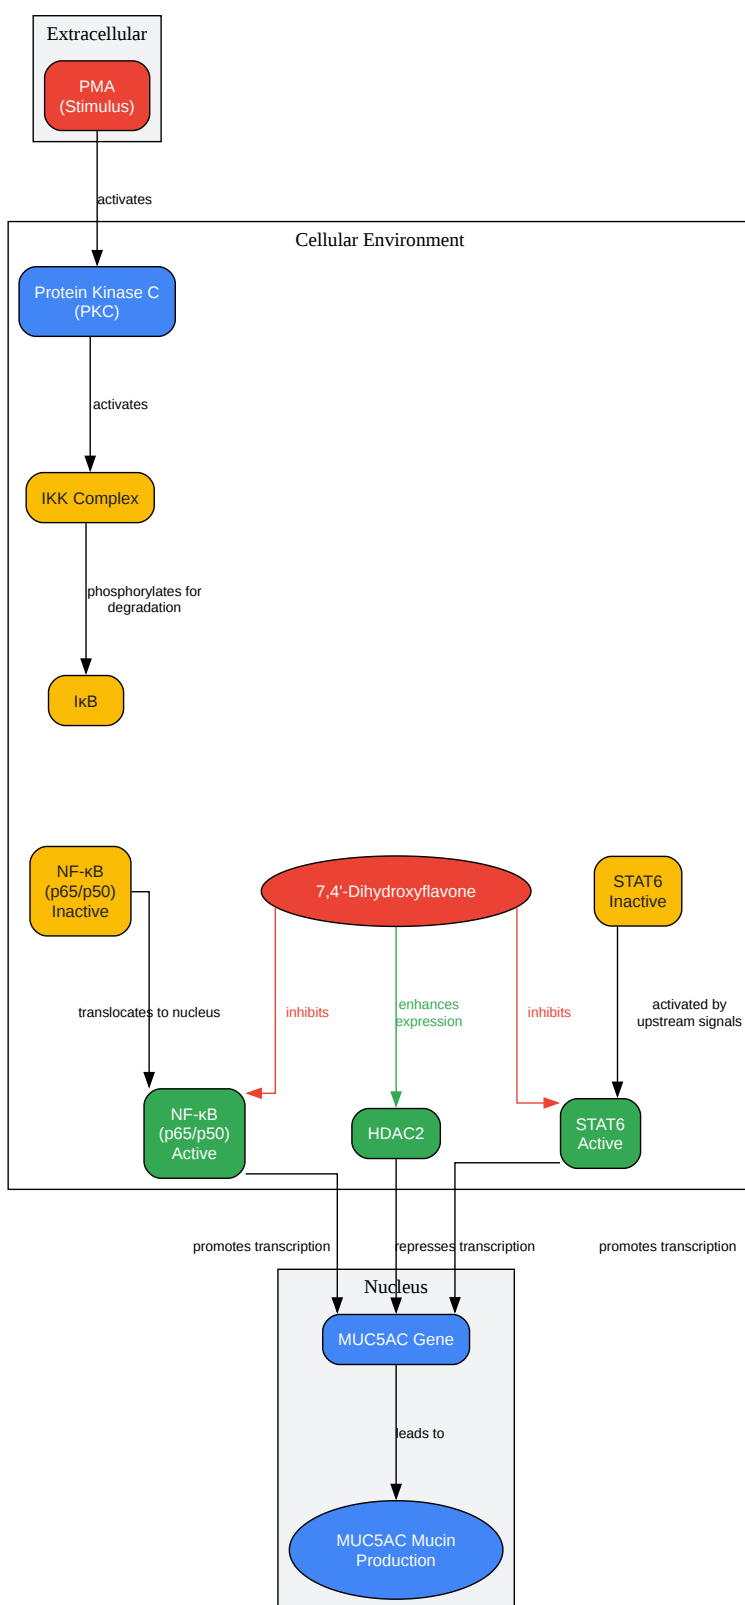 Extracellular
PMA
(Stimulus)
activates
Cellular Environment
Protein Kinase C
(PKC)
activates
IKK Complex
phosphorylates for
degradation
IκB
NF-κB
(p65/p50)
Inactive
7,4'-Dihydroxyflavone
STAT6
Inactive
translocates to nucleus
inhibits
enhances
expression
inhibits
activated by
upstream signals
NF-κB
(p65/p50)
Active
HDAC2
STAT6
Active
promotes transcription
represses transcription
promotes transcription
Nucleus
MUC5AC Gene
leads to
MUC5AC Mucin
Production